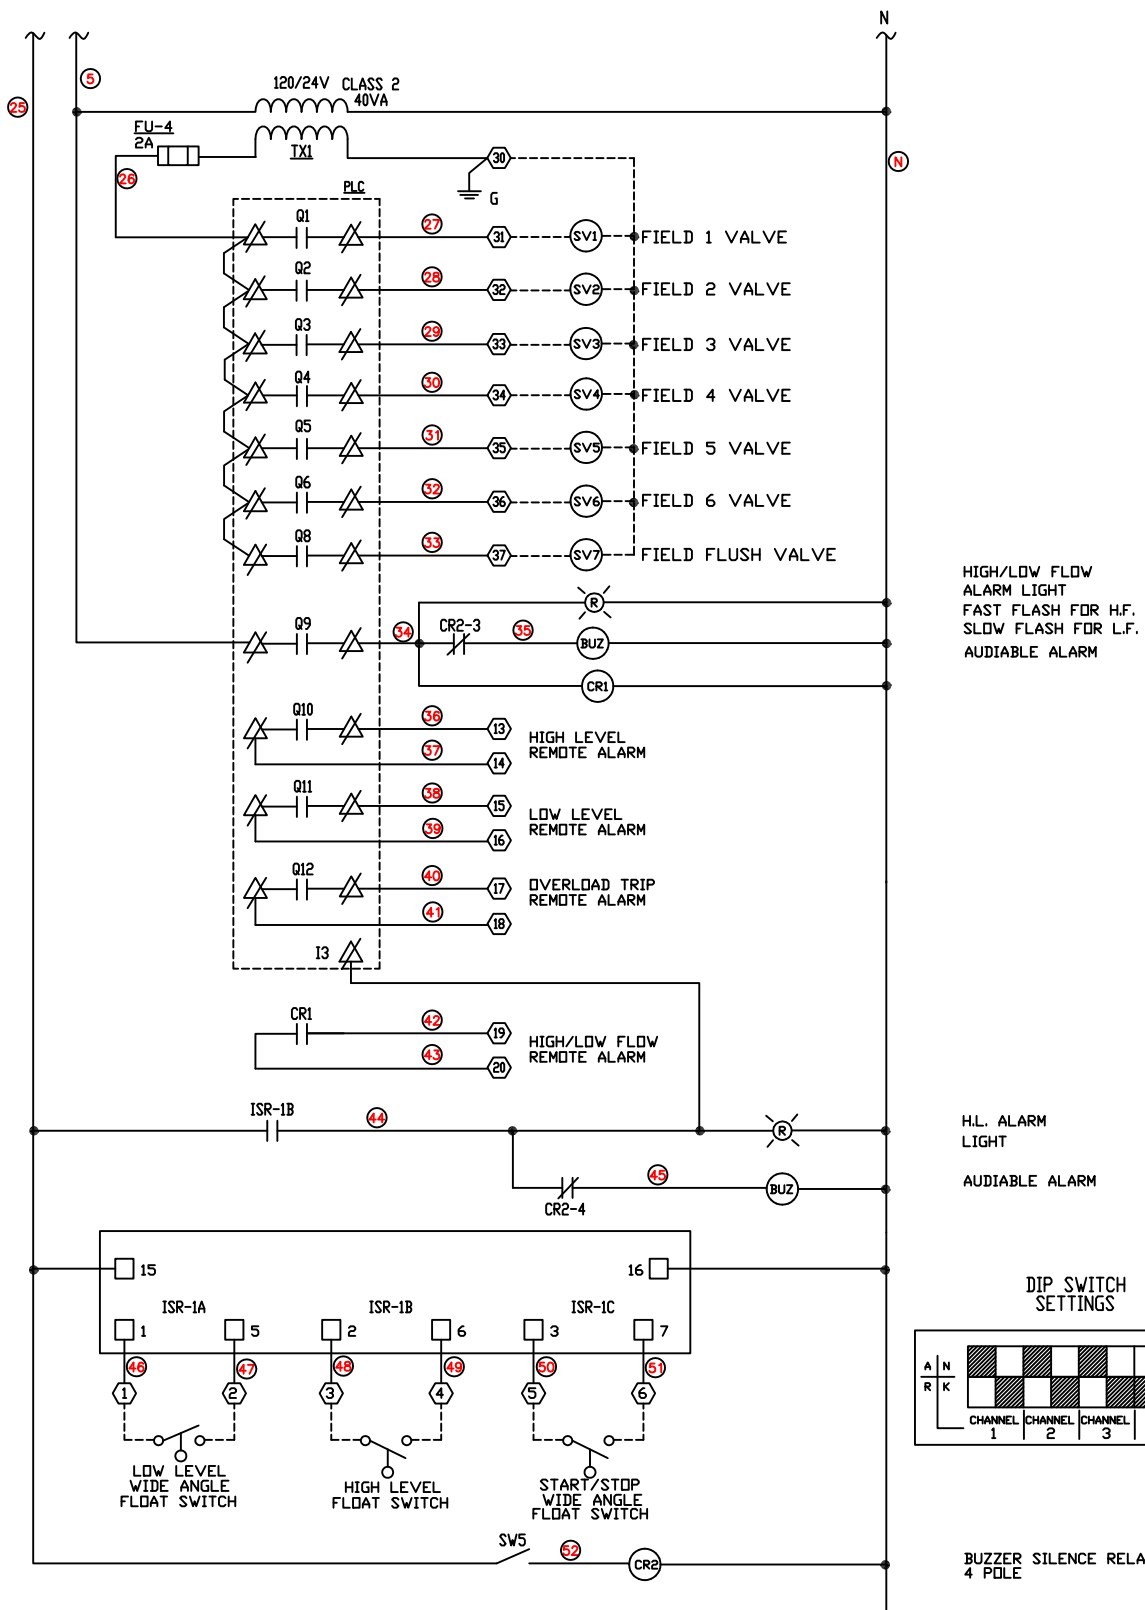 N
5
25
120/24V CLASS 2
40VA
FU-4
2A
TX1
26
30
N
G
PLC
Q1
27
31
SV1
FIELD 1 VALVE
Q2
28
32
SV2
FIELD 2 VALVE
Q3
29
33
SV3
FIELD 3 VALVE
Q4
30
34
SV4
FIELD 4 VALVE
Q5
31
35
SV5
FIELD 5 VALVE
Q6
32
36
SV6
FIELD 6 VALVE
Q8
33
37
SV7
FIELD FLUSH VALVE
HIGH/LOW FLOW
ALARM LIGHT
FAST FLASH FOR H.F.
SLOW FLASH FOR L.F.
AUDIABLE ALARM
R
Q9
34
CR2-3
35
BUZ
CR1
Q10
36
13
37
14
HIGH LEVEL
REMOTE ALARM
Q11
38
15
39
16
LOW LEVEL
REMOTE ALARM
Q12
40
17
41
18
OVERLOAD TRIP
REMOTE ALARM
I3
CR1
42
19
43
20
HIGH/LOW FLOW
REMOTE ALARM
ISR-1B
44
R
H.L. ALARM
LIGHT
CR2-4
45
BUZ
AUDIABLE ALARM
15
16
ISR-1A
ISR-1B
ISR-1C
1
5
2
6
3
7
46
47
48
49
50
51
1
2
3
4
5
6
LOW LEVEL
WIDE ANGLE
FLOAT SWITCH
HIGH LEVEL
FLOAT SWITCH
START/STOP
WIDE ANGLE
FLOAT SWITCH
DIP SWITCH
SETTINGS
A N
R K
CHANNEL CHANNEL CHANNEL
1 2 3
SW5
52
CR2
BUZZER SILENCE RELA
4 POLE